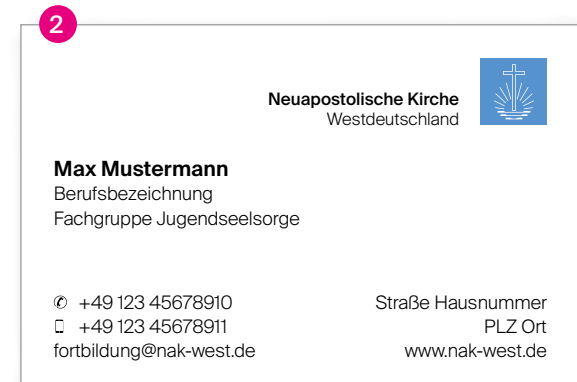 2
Neuapostolische Kirche
Westdeutschland
Max Mustermann
Berufsbezeichnung
Fachgruppe Jugendseelsorge
✆ +49 123 45678910
+49 123 45678911
fortbildung@nak-west.de
Straße Hausnummer
PLZ Ort
www.nak-west.de